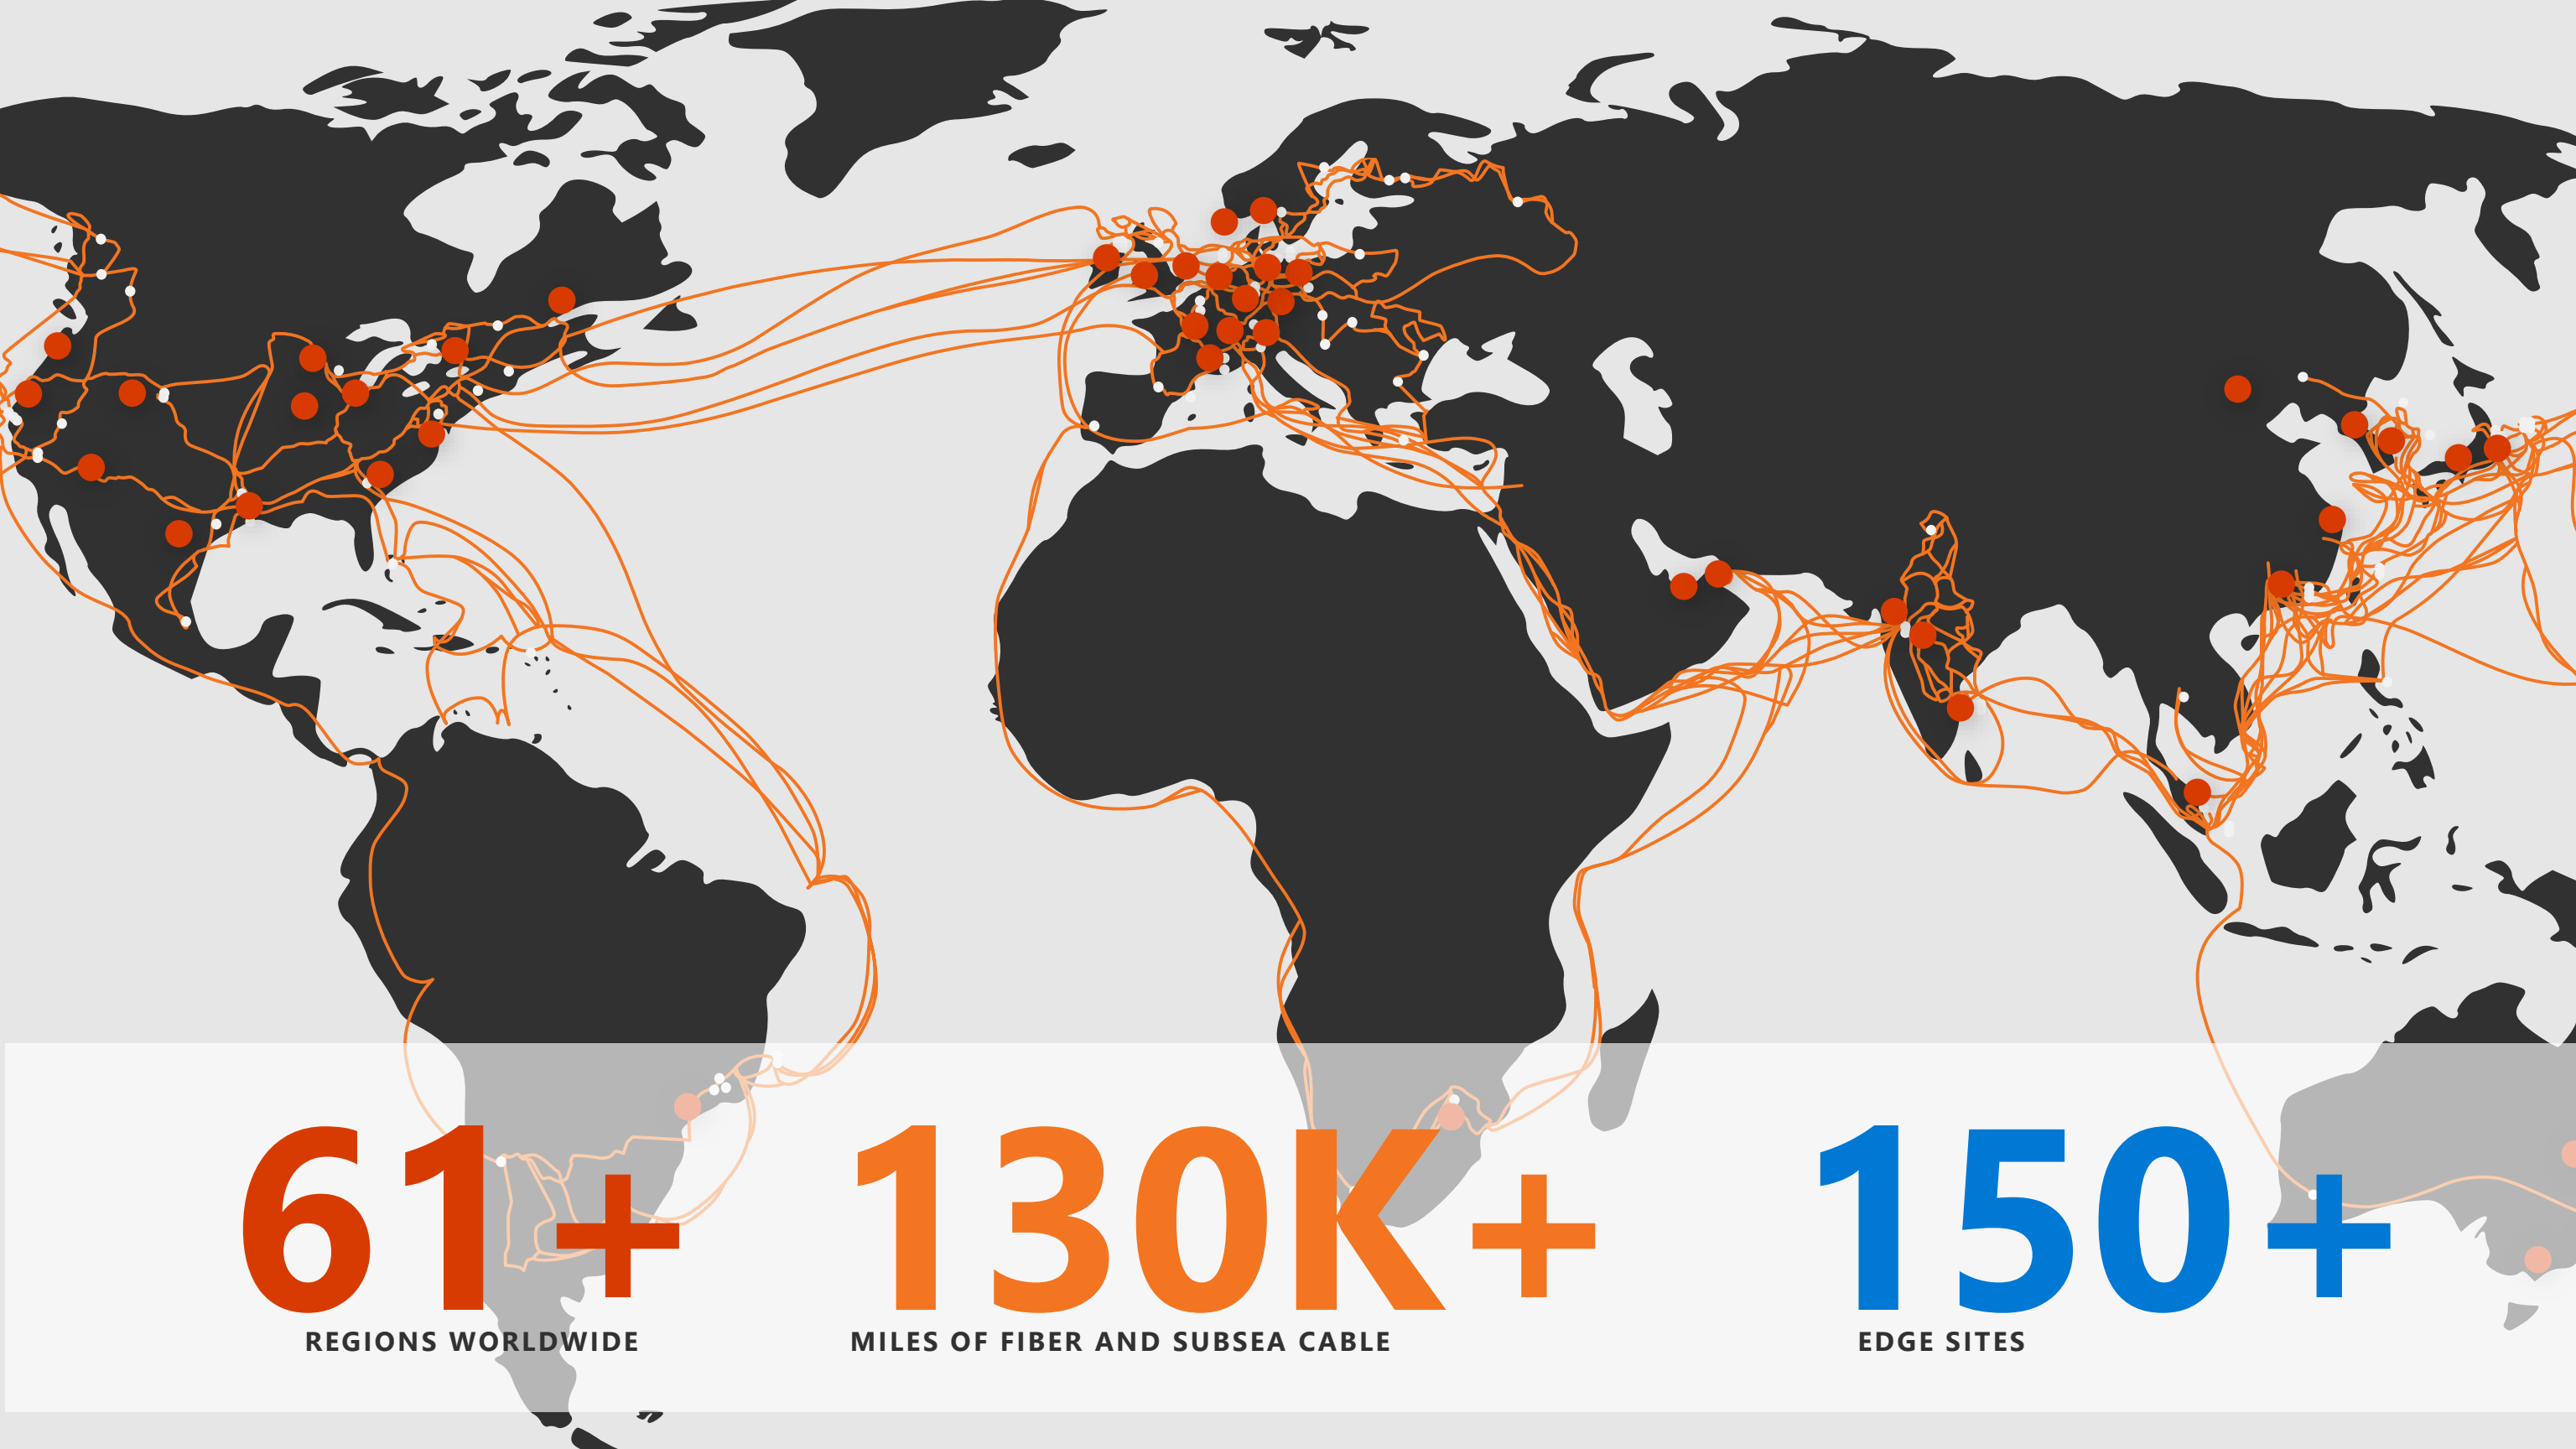 61+ 130K+ 150+
REGIONS WORLDWIDE MILES OF FIBER AND SUBSEA CABLE EDGE SITES